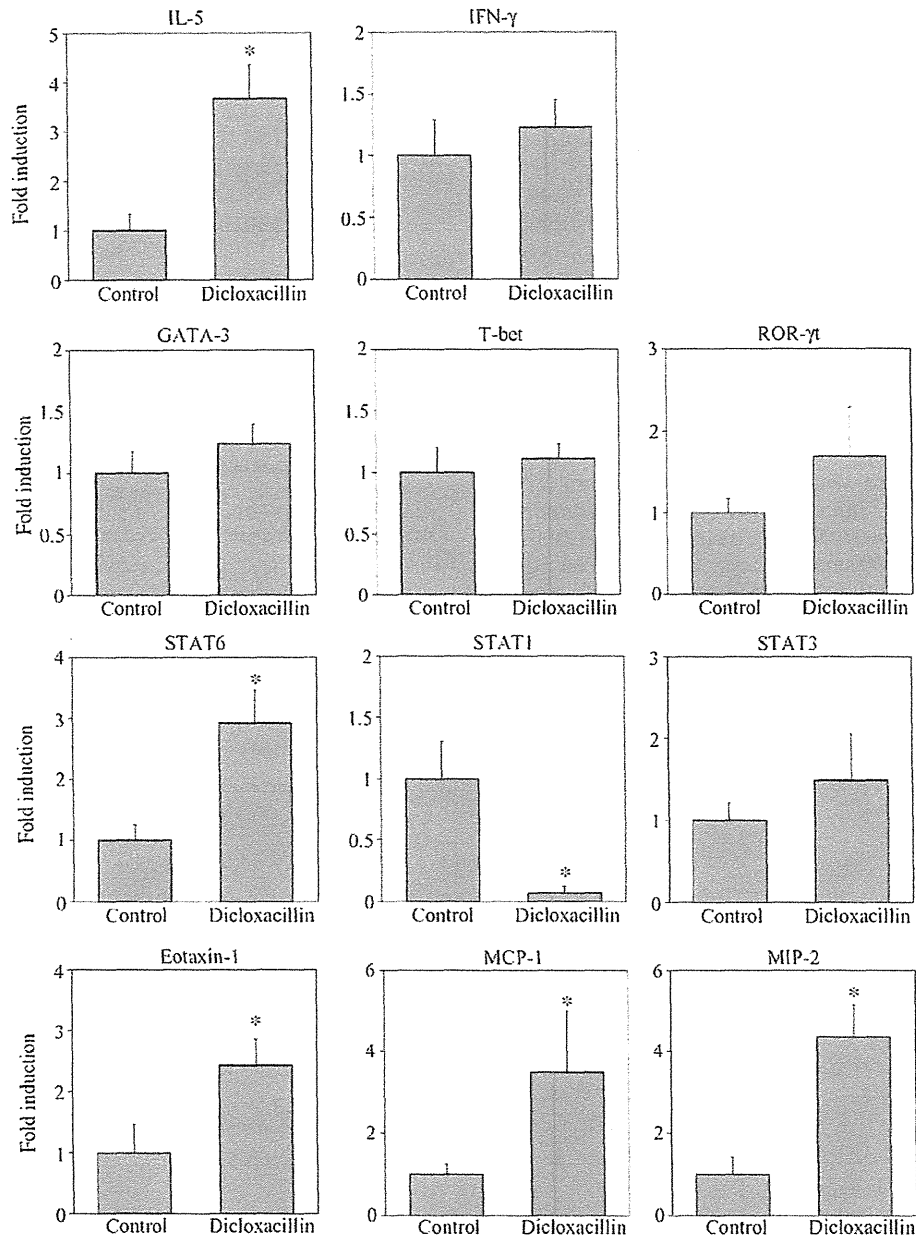 IL-5
Fold induction
5
4
3
2
1
0
*
Control Dicloxacillin
IFN-γ
2
1.5
1
0.5
0
Control Dicloxacillin
GATA-3
Fold induction
2
1.5
1
0.5
0
Control Dicloxacillin
T-bet
2
1.5
1
0.5
0
Control Dicloxacillin
ROR-γt
3
2
1
0
Control Dicloxacillin
STAT6
Fold induction
4
3
2
1
0
*
Control Dicloxacillin
STAT1
2
1.5
1
0.5
0
*
Control Dicloxacillin
STAT3
3
2
1
0
Control Dicloxacillin
Eotaxin-1
Fold induction
4
3
2
1
0
*
Control Dicloxacillin
MCP-1
6
4
2
0
*
Control Dicloxacillin
MIP-2
6
4
2
0
*
Control Dicloxacillin